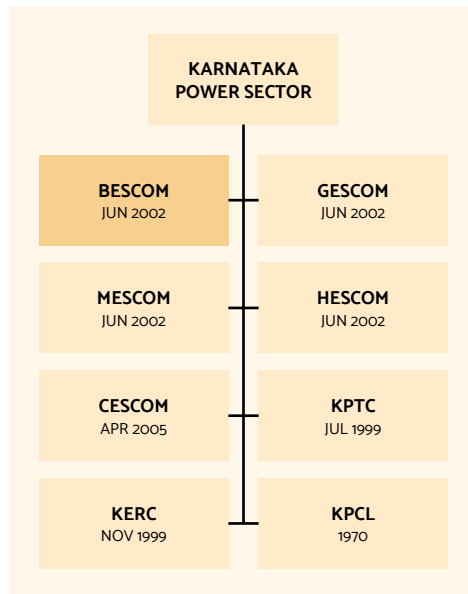 KARNATAKA
POWER SECTOR
BESCOM
JUN 2002
GESCOM
JUN 2002
MESCOM
JUN 2002
HESCOM
JUN 2002
CESCOM
APR 2005
KPTC
JUL 1999
KERC
NOV 1999
KPCL
1970